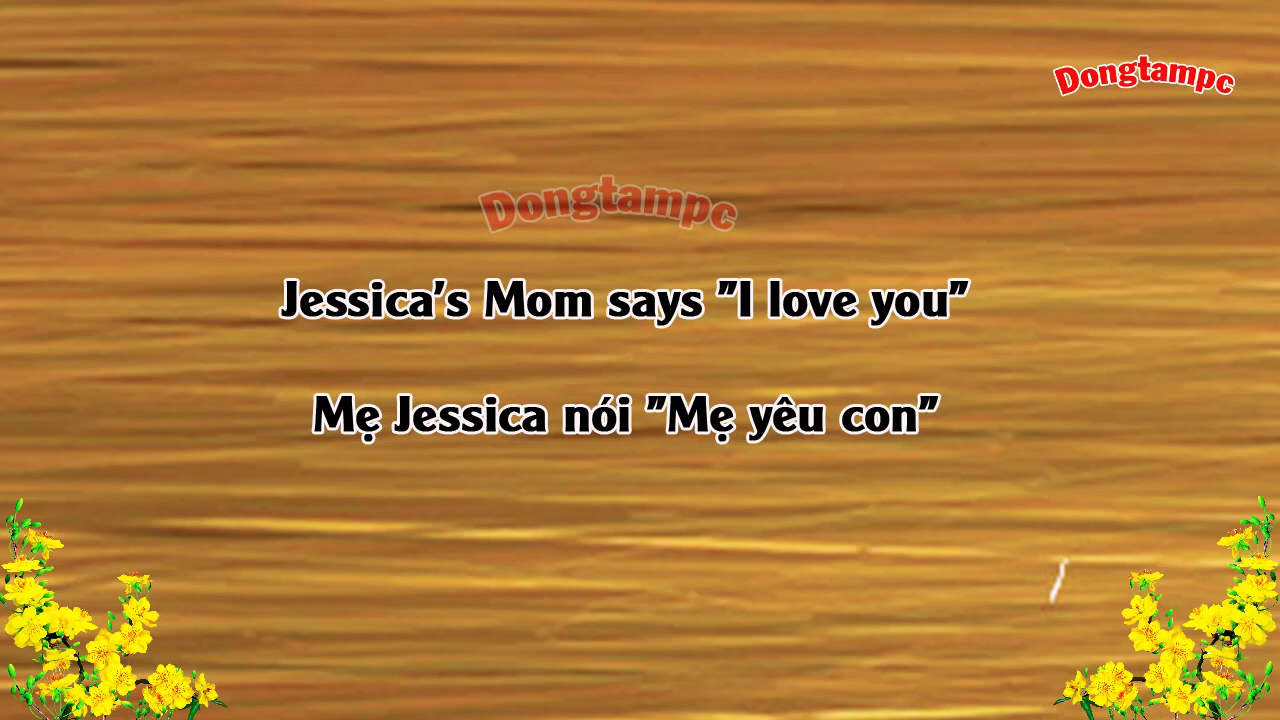 Dongtampc
Dongtampc
Jessica's Mom says "I love you"
Mẹ Jessica nói "Mẹ yêu con"